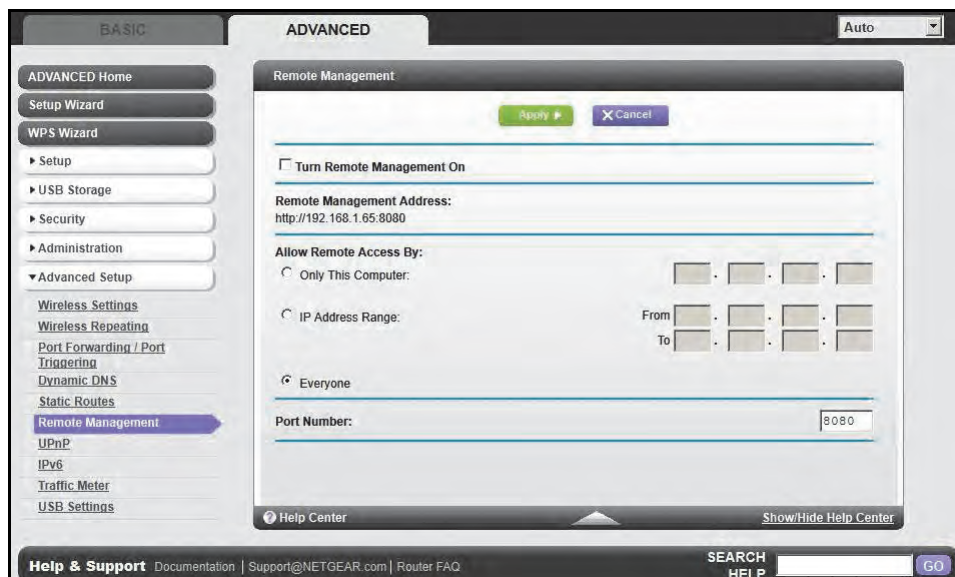 BASIC
ADVANCED
Auto
ADVANCED Home
Setup Wizard
WPS Wizard
Setup
USB Storage
Security
Administration
Advanced Setup
Wireless Settings
Wireless Repeating
Port Forwarding / Port
Triggering
Dynamic DNS
Static Routes
Remote Management
UPnP
IPv6
Traffic Meter
USB Settings
Remote Management
Apply
Cancel
Turn Remote Management On
Remote Management Address:
http://192.168.1.65:8080
Allow Remote Access By:
Only This Computer:
IP Address Range:
From
To
Everyone
Port Number:
8080
Help Center
Show/Hide Help Center
Help & Support Documentation | Support@NETGEAR.com | Router FAQ
SEARCH
HELP
GO